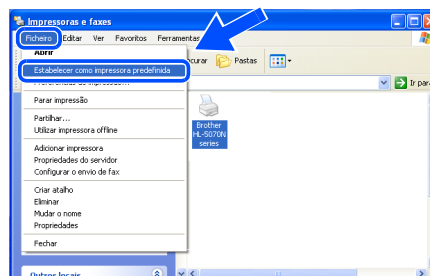 Impressoras e faxes
Ficheiro Editar Ver Favoritos Ferramentas
Abrir
Estabelecer como impressora predefinida
Parar impressão
Partilhar...
Utilizar impressora offline
Adicionar impressora
Propriedades do servidor
Configurar o envio de fax
Criar atalho
Eliminar
Mudar o nome
Propriedades
Fechar
Outros locais
curar Pastas
Ir par
Brother
HL-5070N
series